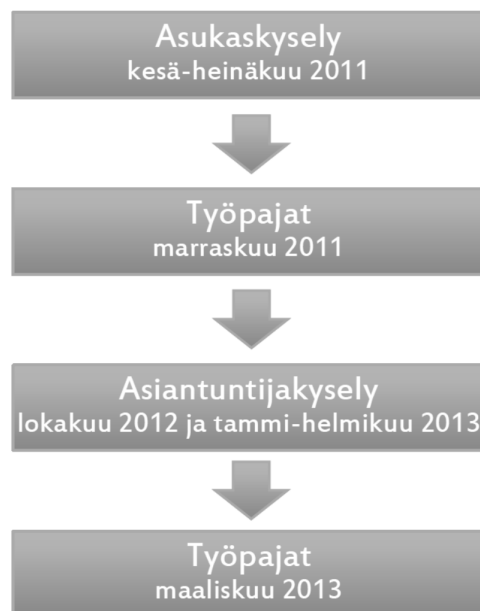 Asukaskysely
kesä-heinäkuu 2011
Työpajat
marraskuu 2011
Asiantuntijakysely
lokakuu 2012 ja tammi-helmikuu 2013
Työpajat
maaliskuu 2013